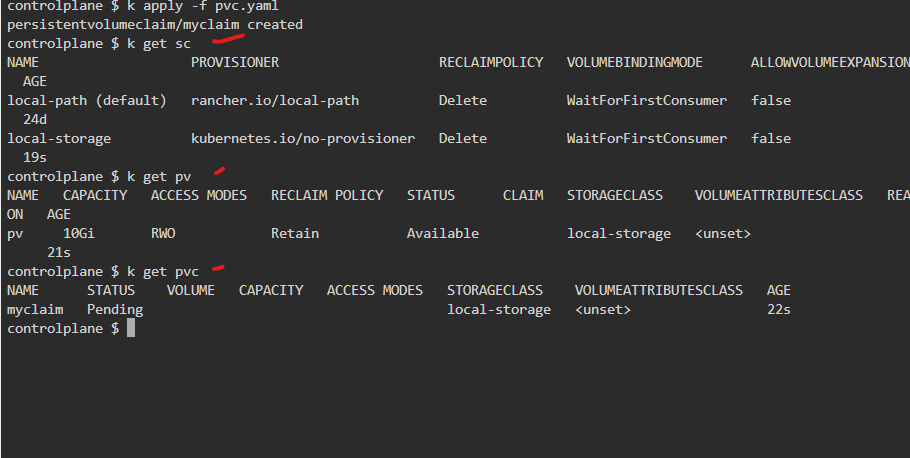 controlplane $ k apply -f pvc.yaml
persistentvolumeclaim/myclaim created
controlplane $ k get sc
NAME PROVISIONER RECLAIMPOLICY VOLUMEBINDINGMODE ALLOWVOLUMEEXPANSION
AGE
local-path (default) rancher.io/local-path Delete WaitForFirstConsumer false
24d
local-storage kubernetes.io/no-provisioner Delete WaitForFirstConsumer false
19s
controlplane $ k get pv
NAME CAPACITY ACCESS MODES RECLAIM POLICY STATUS CLAIM STORAGECLASS VOLUMEATTRIBUTESCLASS REA
ON AGE
pv 10Gi RWO Retain Available local-storage <unset>
21s
controlplane $ k get pvc
NAME STATUS VOLUME CAPACITY ACCESS MODES STORAGECLASS VOLUMEATTRIBUTESCLASS AGE
myclaim Pending local-storage <unset> 22s
controlplane $